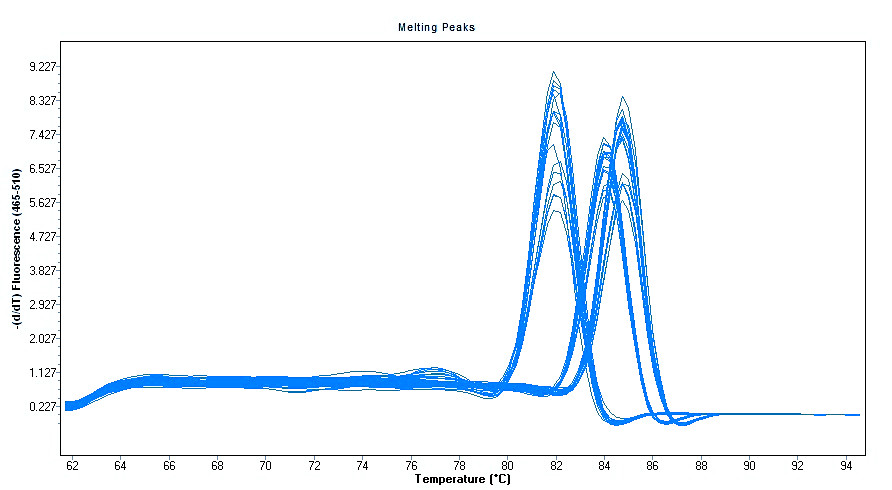 Melting Peaks
9.227
8.327
7.427
6.527
5.627
4.727
3.827
2.927
2.027
1.127
0.227
-(d/dT) Fluorescence (465-510)
62 64 66 68 70 72 74 76 78 80 82 84 86 88 90 92 94
Temperature (°C)